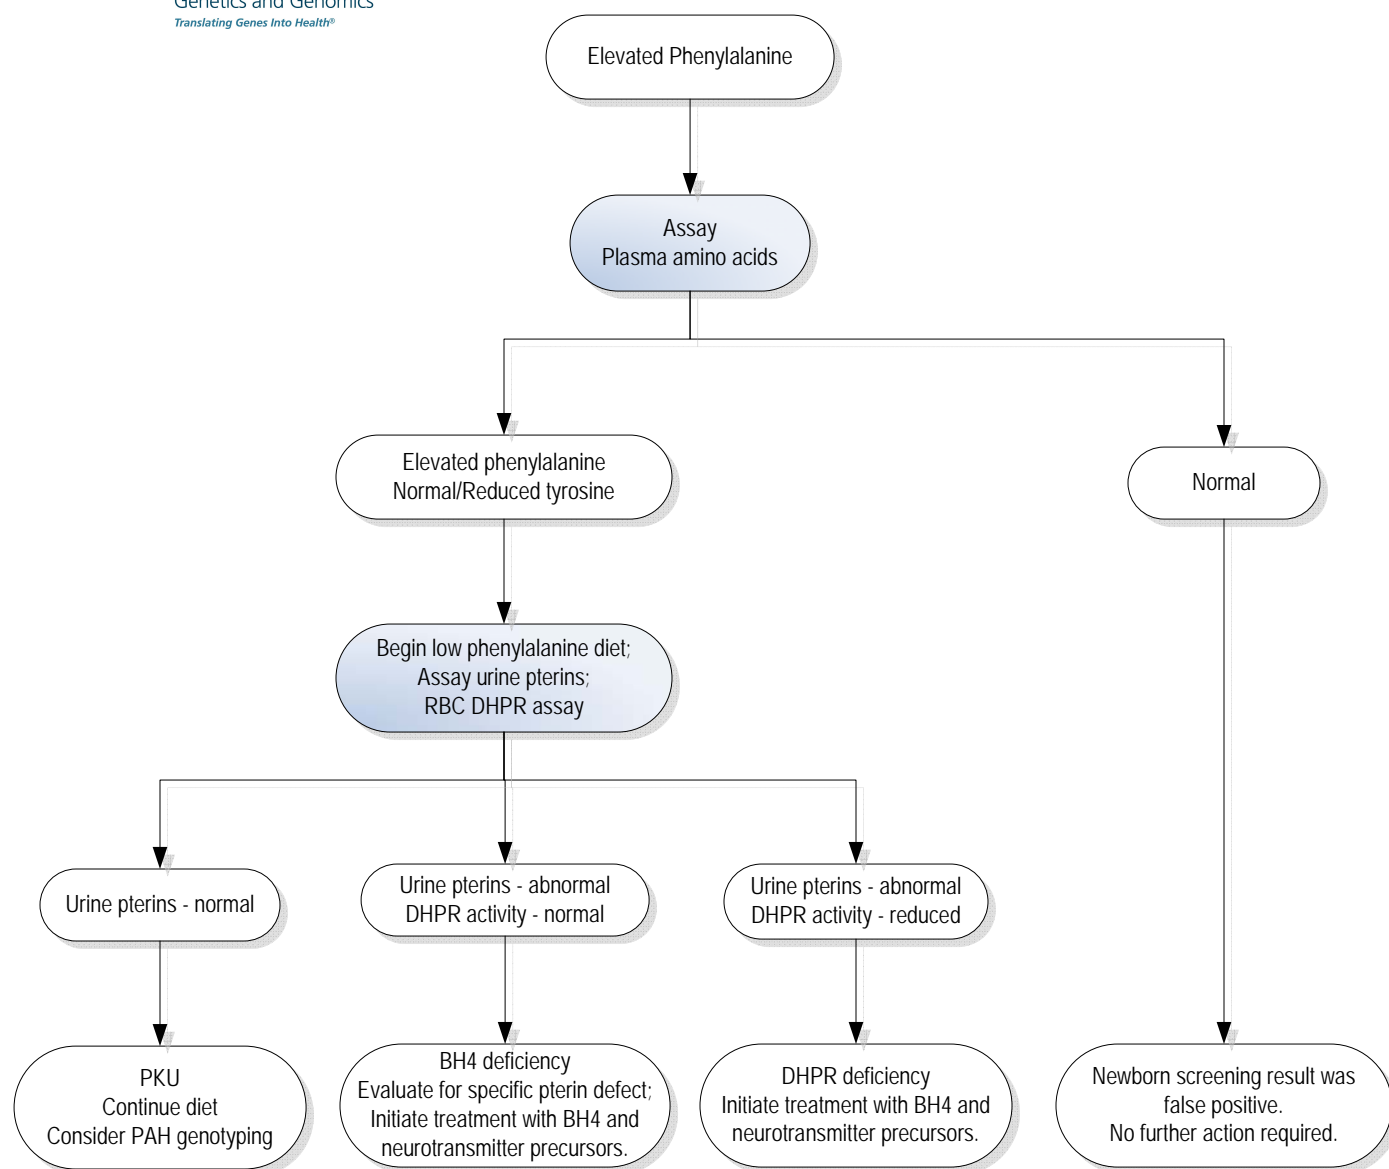 Genetics and Genomics
Translating Genes Into Health®
Elevated Phenylalanine
Assay
Plasma amino acids
Elevated phenylalanine
Normal/Reduced tyrosine
Normal
Begin low phenylalanine diet;
Assay urine pterins;
RBC DHPR assay
Urine pterins - normal
Urine pterins - abnormal
DHPR activity - normal
Urine pterins - abnormal
DHPR activity - reduced
PKU
Continue diet
Consider PAH genotyping
BH4 deficiency
Evaluate for specific pterin defect;
Initiate treatment with BH4 and
neurotransmitter precursors.
DHPR deficiency
Initiate treatment with BH4 and
neurotransmitter precursors.
Newborn screening result was
false positive.
No further action required.